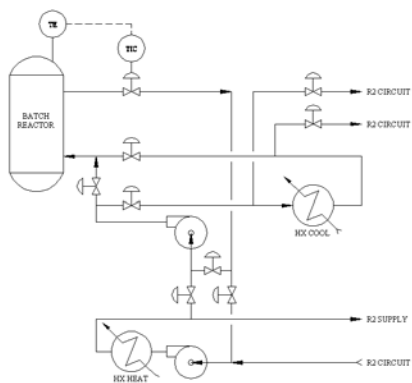 TE
TIC
BATCH
REACTOR
R2 CIRCUIT
R2 CIRCUIT
HX COOL
R2 SUPPLY
HX HEAT
R2 CIRCUIT